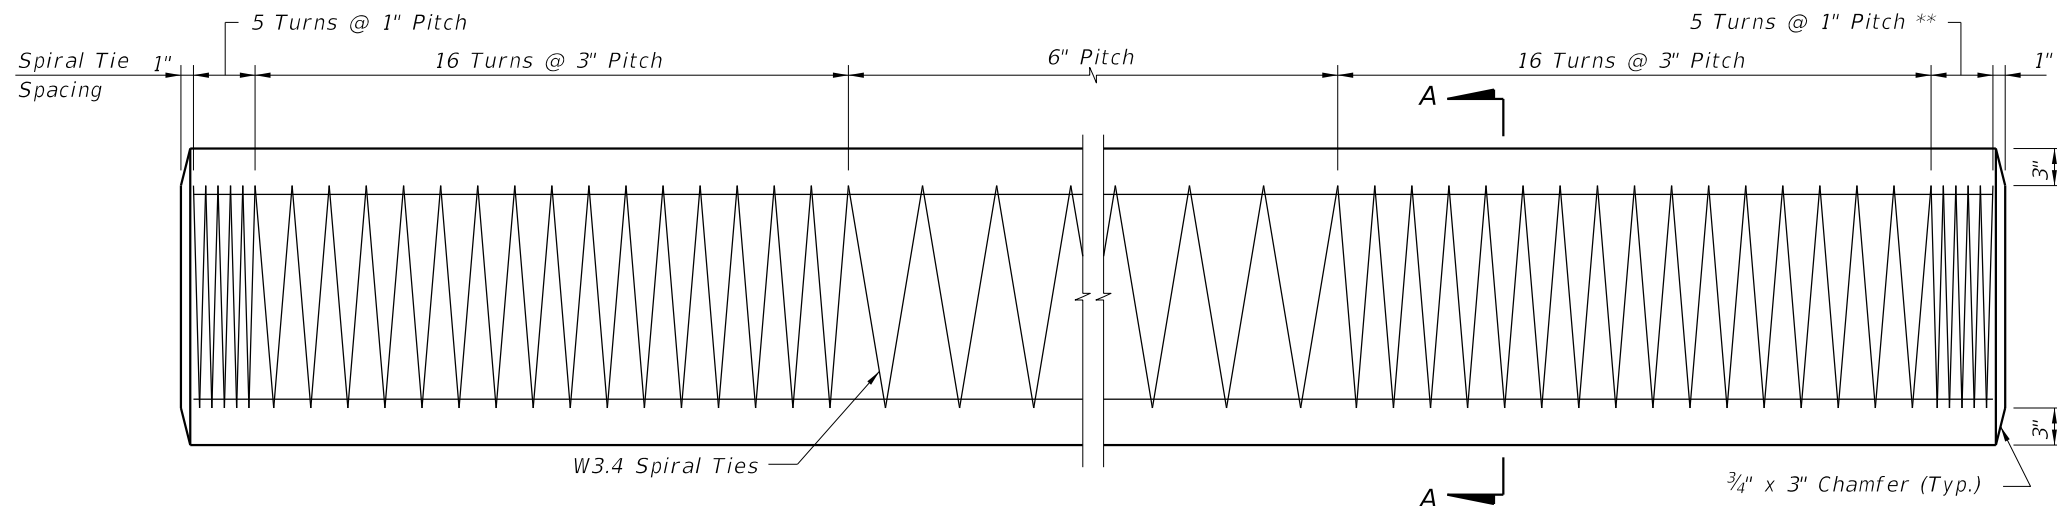 5 Turns @ 1" Pitch
5 Turns @ 1" Pitch **
Spiral Tie
Spacing
1"
16 Turns @ 3" Pitch
6" Pitch
16 Turns @ 3" Pitch
1"
A
3"
3"
W3.4 Spiral Ties
¾" x 3" Chamfer (Typ.)
A